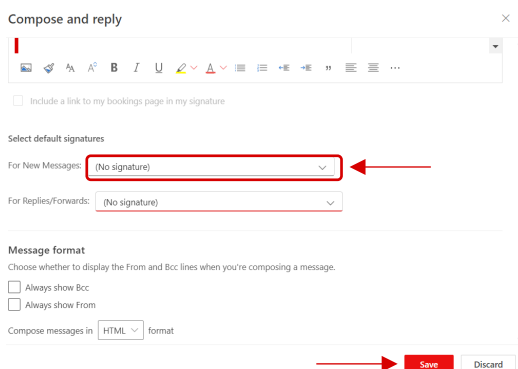 Compose and reply
B I U
Include a link to my bookings page in my signature
Select default signatures
For New Messages: (No signature)
For Replies/Forwards: (No signature)
Message format
Choose whether to display the From and Bcc lines when you're composing a message.
Always show Bcc
Always show From
Compose messages in HTML format
Save Discard